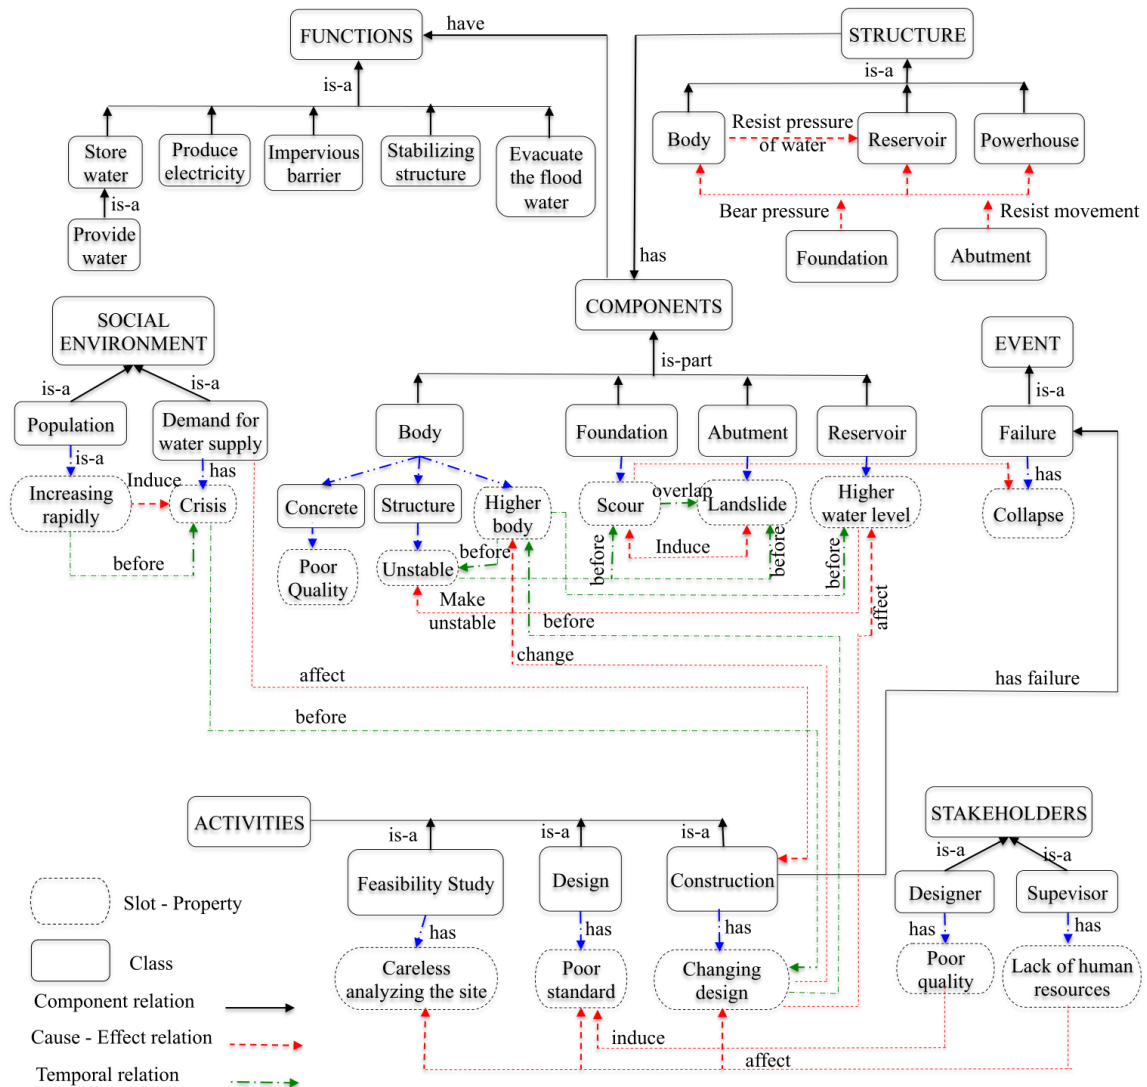 FUNCTIONS
have
STRUCTURE
is-a
is-a
Body
Resist pressure
of water
Reservoir
Powerhouse
Store
water
Produce
electricity
Impervious
barrier
Stabilizing
structure
Evacuate
the flood
water
is-a
Provide
water
Bear pressure
Resist movement
Foundation
Abutment
has
COMPONENTS
SOCIAL
ENVIRONMENT
EVENT
is-part
is-a
is-a
is-a
Population
Demand for
water supply
Body
Foundation
Abutment
Reservoir
Failure
is-a
has
has
Increasing
rapidly
Induce
Crisis
Concrete
Structure
Higher
body
Scour
overlap
Landslide
Higher
water level
Collapse
before
Poor
Quality
Unstable
before
before
Induce
before
before
Make
unstable
before
affect
change
affect
has failure
before
ACTIVITIES
STAKEHOLDERS
is-a
is-a
is-a
is-a
is-a
Feasibility Study
Design
Construction
Designer
Supevisor
Slot - Property
has
has
has
has
has
Class
Careless
analyzing the site
Poor
standard
Changing
design
Poor
quality
Lack of human
resources
Component relation
Cause - Effect relation
induce
affect
Temporal relation